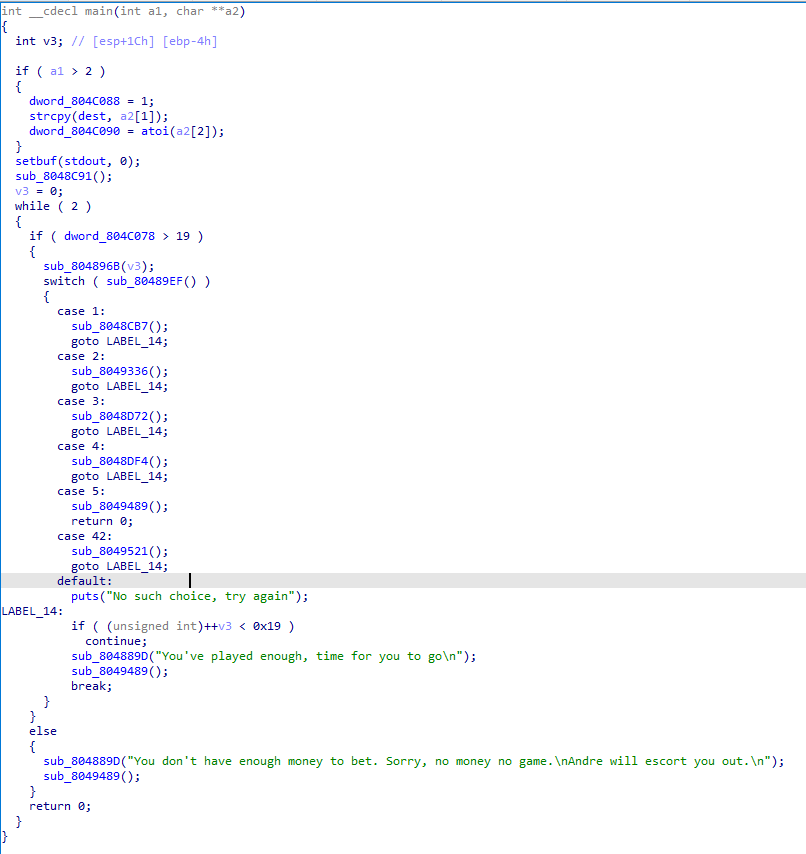 int __cdecl main(int a1, char **a2)
{
  int v3; // [esp+1Ch] [ebp-4h]

  if ( a1 > 2 )
  {
    dword_804C088 = 1;
    strcpy(dest, a2[1]);
    dword_804C090 = atoi(a2[2]);
  }
  setbuf(stdout, 0);
  sub_8048C91();
  v3 = 0;
  while ( 2 )
  {
    if ( dword_804C078 > 19 )
    {
      sub_804896B(v3);
      switch ( sub_80489EF() )
      {
        case 1:
          sub_8048CB7();
          goto LABEL_14;
        case 2:
          sub_8049336();
          goto LABEL_14;
        case 3:
          sub_8048D72();
          goto LABEL_14;
        case 4:
          sub_8048DF4();
          goto LABEL_14;
        case 5:
          sub_8049489();
          return 0;
        case 42:
          sub_8049521();
          goto LABEL_14;
        default:
          puts("No such choice, try again");
LABEL_14:
          if ( (unsigned int)++v3 < 0x19 )
            continue;
          sub_804889D("You've played enough, time for you to go\n");
          sub_8049489();
          break;
      }
    }
    else
    {
      sub_804889D("You don't have enough money to bet. Sorry, no money no game.\nAndre will escort you out.\n");
      sub_8049489();
    }
    return 0;
  }
}